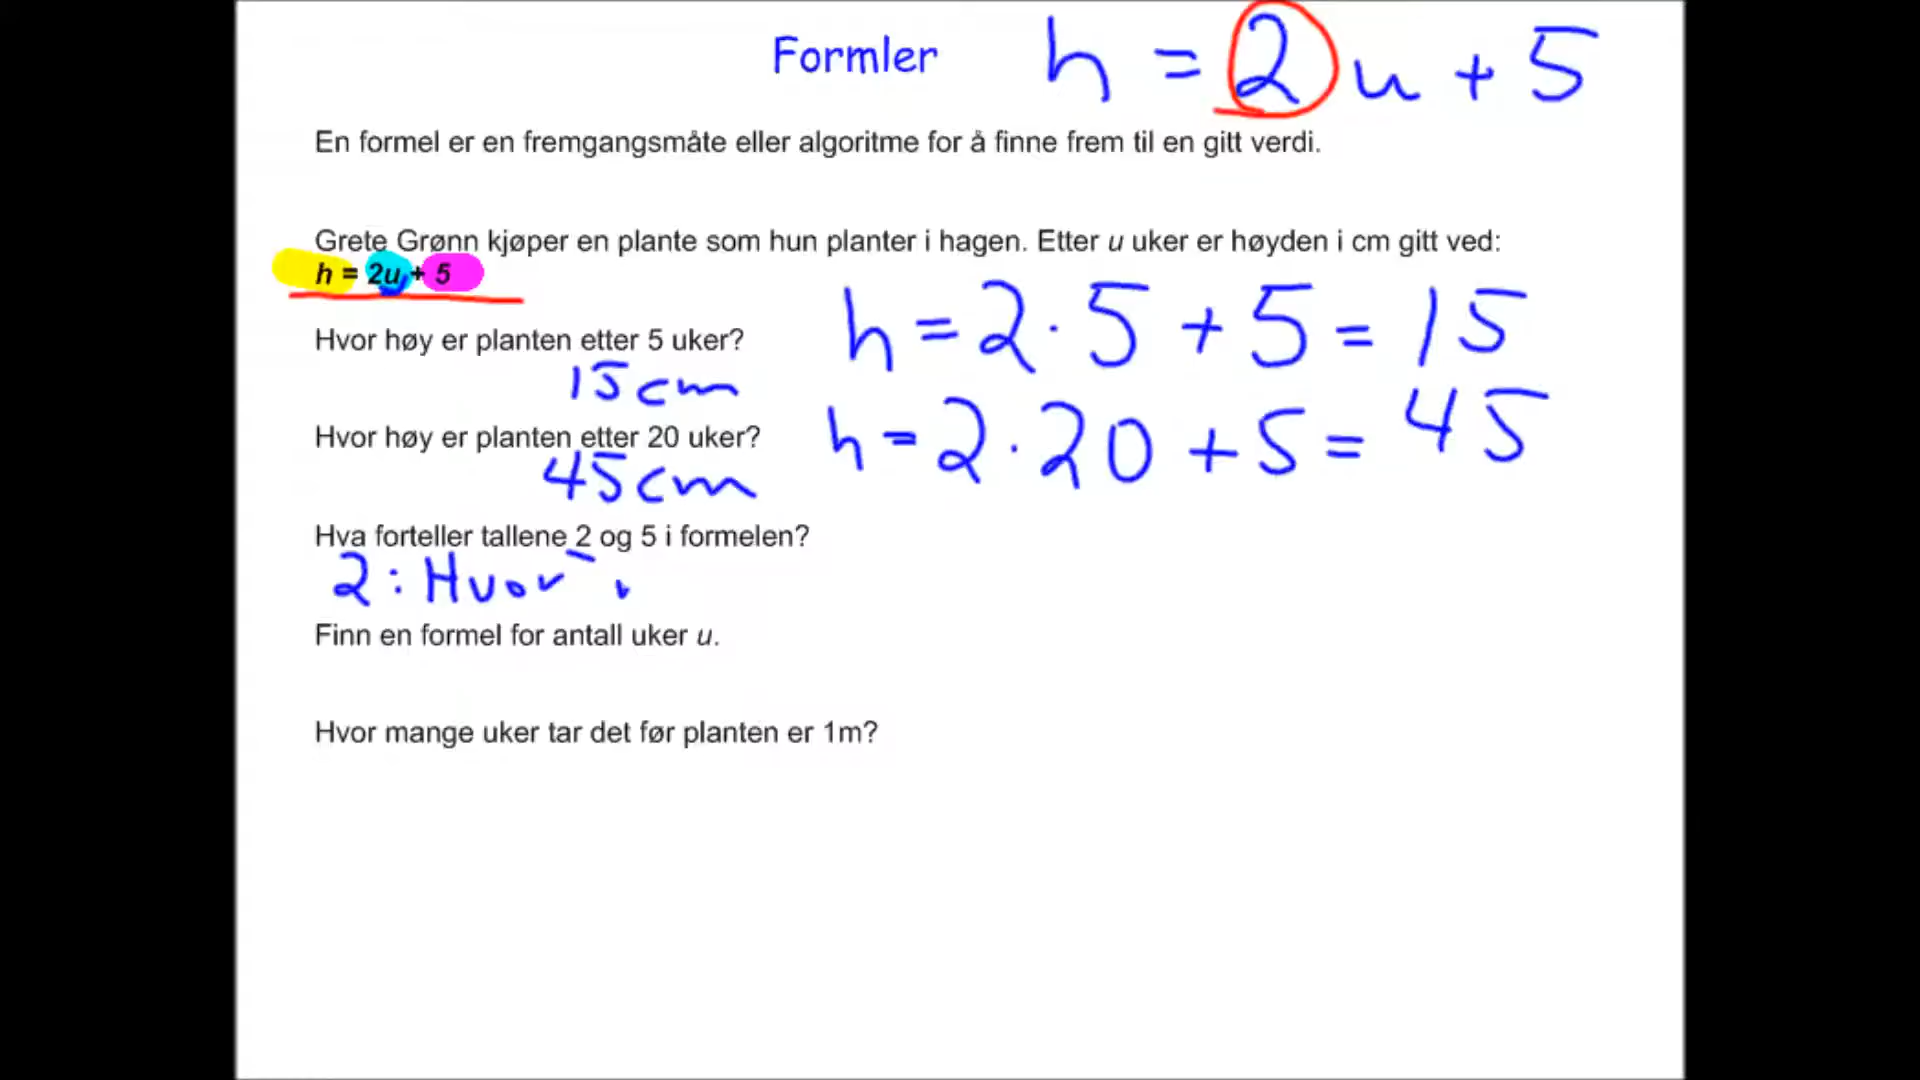 Formler h = 2u + 5
En formel er en fremgangsmåte eller algoritme for å finne frem til en gitt verdi.
Grete Grønn kjøper en plante som hun planter i hagen. Etter u uker er høyden i cm gitt ved:
h = 2u + 5
h = 2 · 5 + 5 = 15
Hvor høy er planten etter 5 uker?
15 cm
Hvor høy er planten etter 20 uker? h = 2 · 20 + 5 = 45
45 cm
Hva forteller tallene 2 og 5 i formelen?
2 : Hvor
Finn en formel for antall uker u.
Hvor mange uker tar det før planten er 1m?